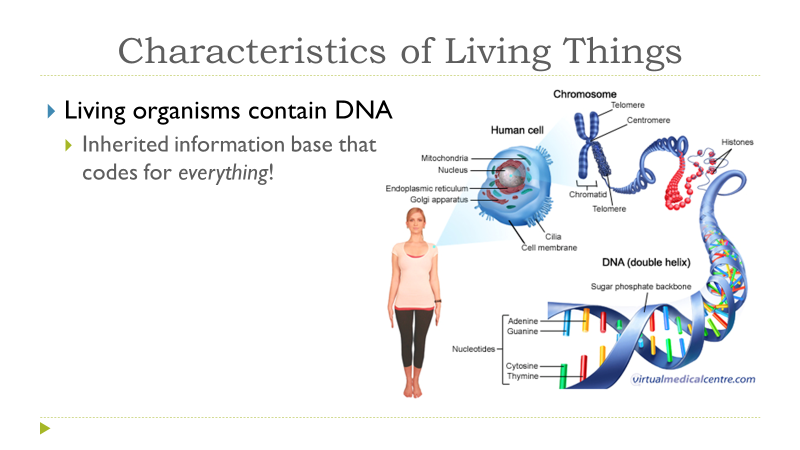 Characteristics of Living Things
Living organisms contain DNA
Inherited information base that
codes for everything!
Chromosome
Telomere
Centromere
Human cell
Histones
Mitochondria
Nucleus
Endoplasmic reticulum
Golgi apparatus
Chromatid
Telomere
Cilia
Cell membrane
DNA (double helix)
Sugar phosphate backbone
Adenine
Guanine
Nucleotides
Cytosine
Thymine
virtualmedicalcentre.com